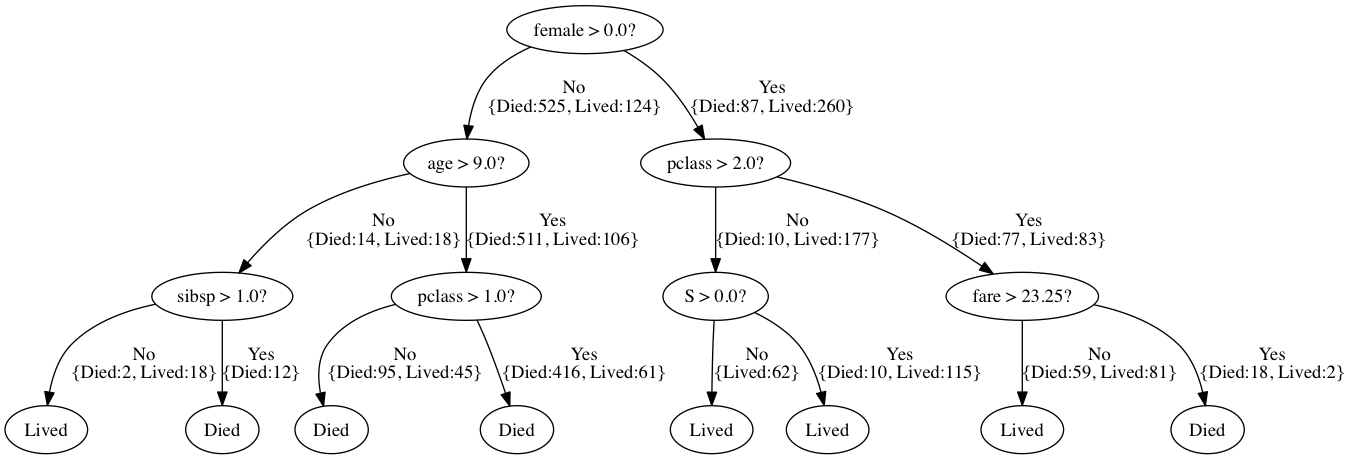 female > 0.0?
No
{Died:525, Lived:124}
Yes
{Died:87, Lived:260}
age > 9.0?
pclass > 2.0?
No
{Died:14, Lived:18}
Yes
{Died:511, Lived:106}
No
{Died:10, Lived:177}
Yes
{Died:77, Lived:83}
sibsp > 1.0?
pclass > 1.0?
S > 0.0?
fare > 23.25?
No
{Died:2, Lived:18}
Yes
{Died:12}
No
{Died:95, Lived:45}
Yes
{Died:416, Lived:61}
No
{Lived:62}
Yes
{Died:10, Lived:115}
No
{Died:59, Lived:81}
Yes
{Died:18, Lived:2}
Lived
Died
Died
Died
Lived
Lived
Lived
Died